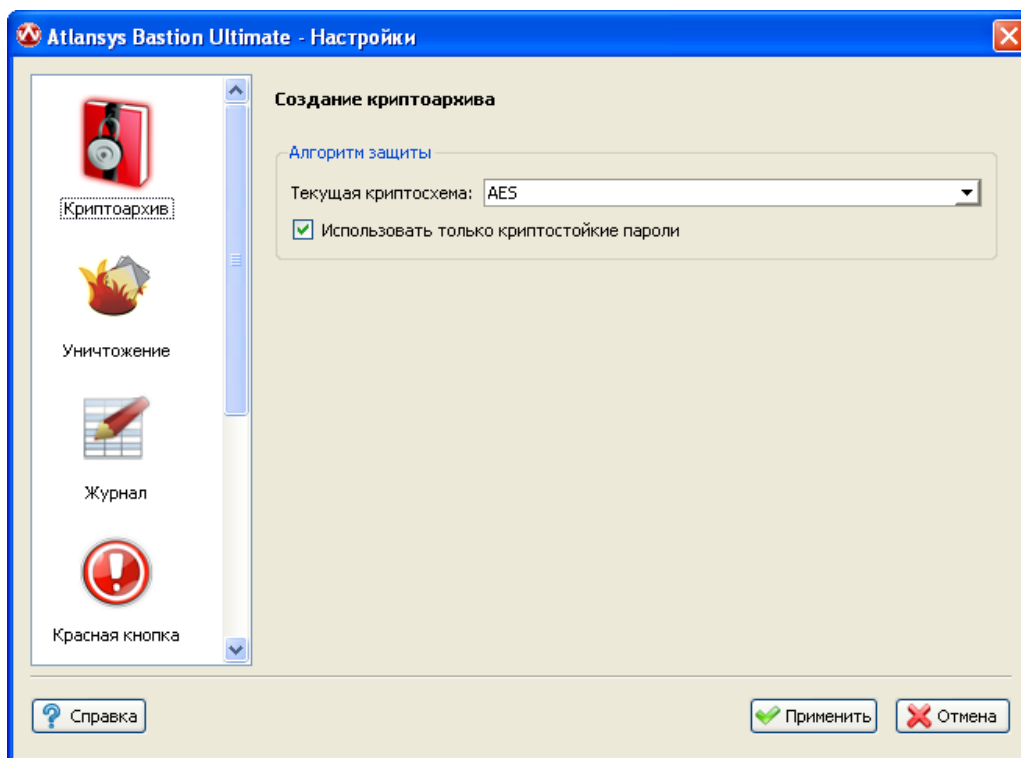 Atlansys Bastion Ultimate - Настройки
Криптоархив
Уничтожение
Журнал
Красная кнопка
Создание криптоархива
Алгоритм защиты
Текущая криптосхема: AES
Использовать только криптостойкие пароли
Справка
Применить
Отмена